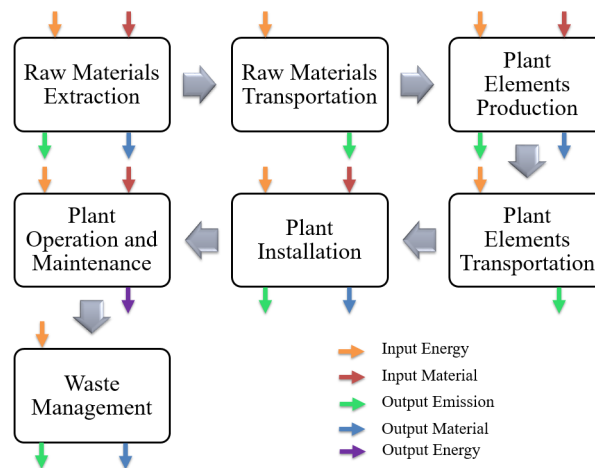 Raw Materials
Extraction
Raw Materials
Transportation
Plant
Elements
Production
Plant
Operation and
Maintenance
Plant
Installation
Plant
Elements
Transportation
Waste
Management
Input Energy
Input Material
Output Emission
Output Material
Output Energy